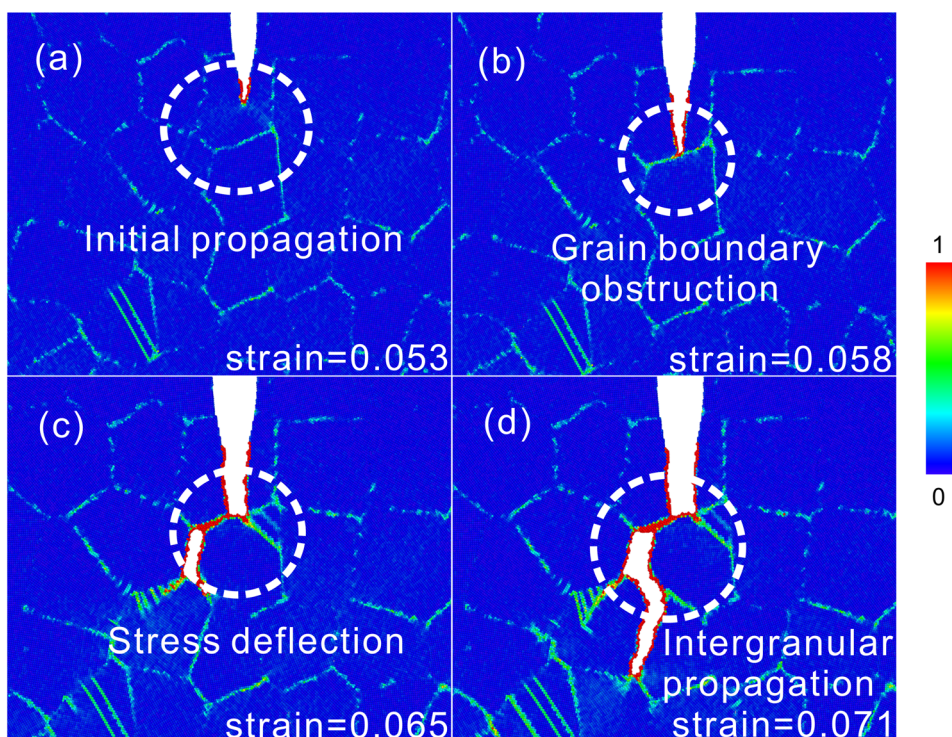 (a)
Initial propagation
strain=0.053
(b)
Grain boundary
obstruction
strain=0.058
(c)
Stress deflection
strain=0.065
(d)
Intergranular
propagation
strain=0.071
1
0